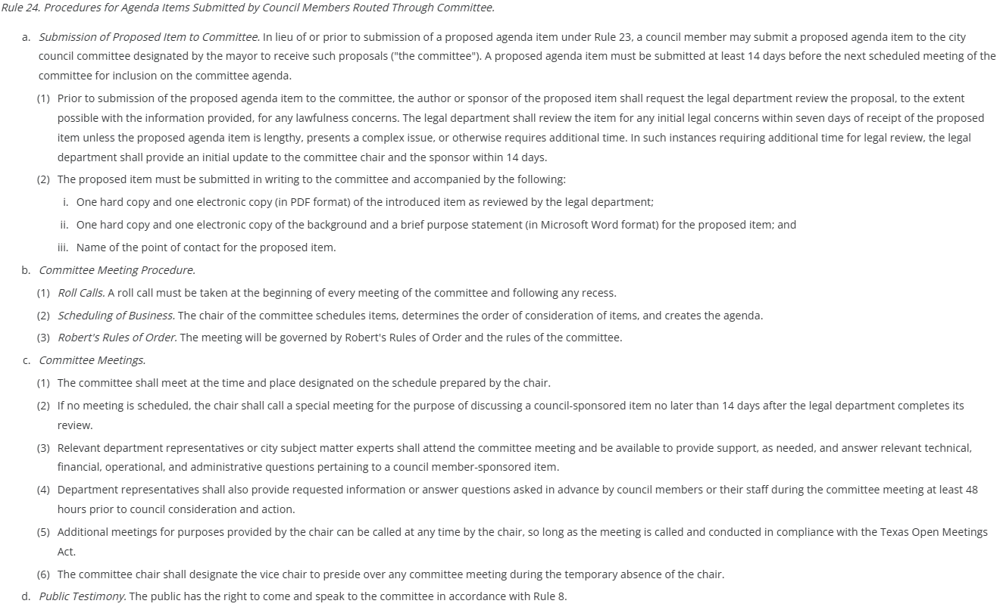 Rule 24. Procedures for Agenda Items Submitted by Council Members Routed Through Committee.
a. Submission of Proposed Item to Committee. In lieu of or prior to submission of a proposed agenda item under Rule 23, a council member may submit a proposed agenda item to the city
council committee designated by the mayor to receive such proposals ("the committee"). A proposed agenda item must be submitted at least 14 days before the next scheduled meeting of the
committee for inclusion on the committee agenda.
(1) Prior to submission of the proposed agenda item to the committee, the author or sponsor of the proposed item shall request the legal department review the proposal, to the extent
possible with the information provided, for any lawfulness concerns. The legal department shall review the item for any initial legal concerns within seven days of receipt of the proposed
item unless the proposed agenda item is lengthy, presents a complex issue, or otherwise requires additional time. In such instances requiring additional time for legal review, the legal
department shall provide an initial update to the committee chair and the sponsor within 14 days.
(2) The proposed item must be submitted in writing to the committee and accompanied by the following:
i. One hard copy and one electronic copy (in PDF format) of the introduced item as reviewed by the legal department;
ii. One hard copy and one electronic copy of the background and a brief purpose statement (in Microsoft Word format) for the proposed item; and
iii. Name of the point of contact for the proposed item.
b. Committee Meeting Procedure.
(1) Roll Calls. A roll call must be taken at the beginning of every meeting of the committee and following any recess.
(2) Scheduling of Business. The chair of the committee schedules items, determines the order of consideration of items, and creates the agenda.
(3) Robert's Rules of Order. The meeting will be governed by Robert's Rules of Order and the rules of the committee.
c. Committee Meetings.
(1) The committee shall meet at the time and place designated on the schedule prepared by the chair.
(2) If no meeting is scheduled, the chair shall call a special meeting for the purpose of discussing a council-sponsored item no later than 14 days after the legal department completes its
review.
(3) Relevant department representatives or city subject matter experts shall attend the committee meeting and be available to provide support, as needed, and answer relevant technical,
financial, operational, and administrative questions pertaining to a council member-sponsored item.
(4) Department representatives shall also provide requested information or answer questions asked in advance by council members or their staff during the committee meeting at least 48
hours prior to council consideration and action.
(5) Additional meetings for purposes provided by the chair can be called at any time by the chair, so long as the meeting is called and conducted in compliance with the Texas Open Meetings
Act.
(6) The committee chair shall designate the vice chair to preside over any committee meeting during the temporary absence of the chair.
d. Public Testimony. The public has the right to come and speak to the committee in accordance with Rule 8.